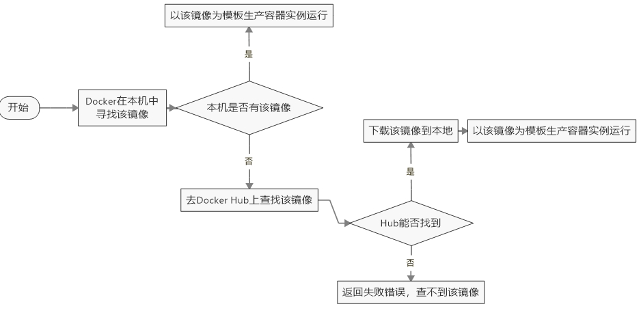 以该镜像为模板生产容器实例运行
是
开始
Docker在本机中
寻找该镜像
本机是否有该镜像
否
去Docker Hub上查找该镜像
下载该镜像到本地
以该镜像为模板生产容器实例运行
是
Hub能否找到
否
返回失败错误，查不到该镜像